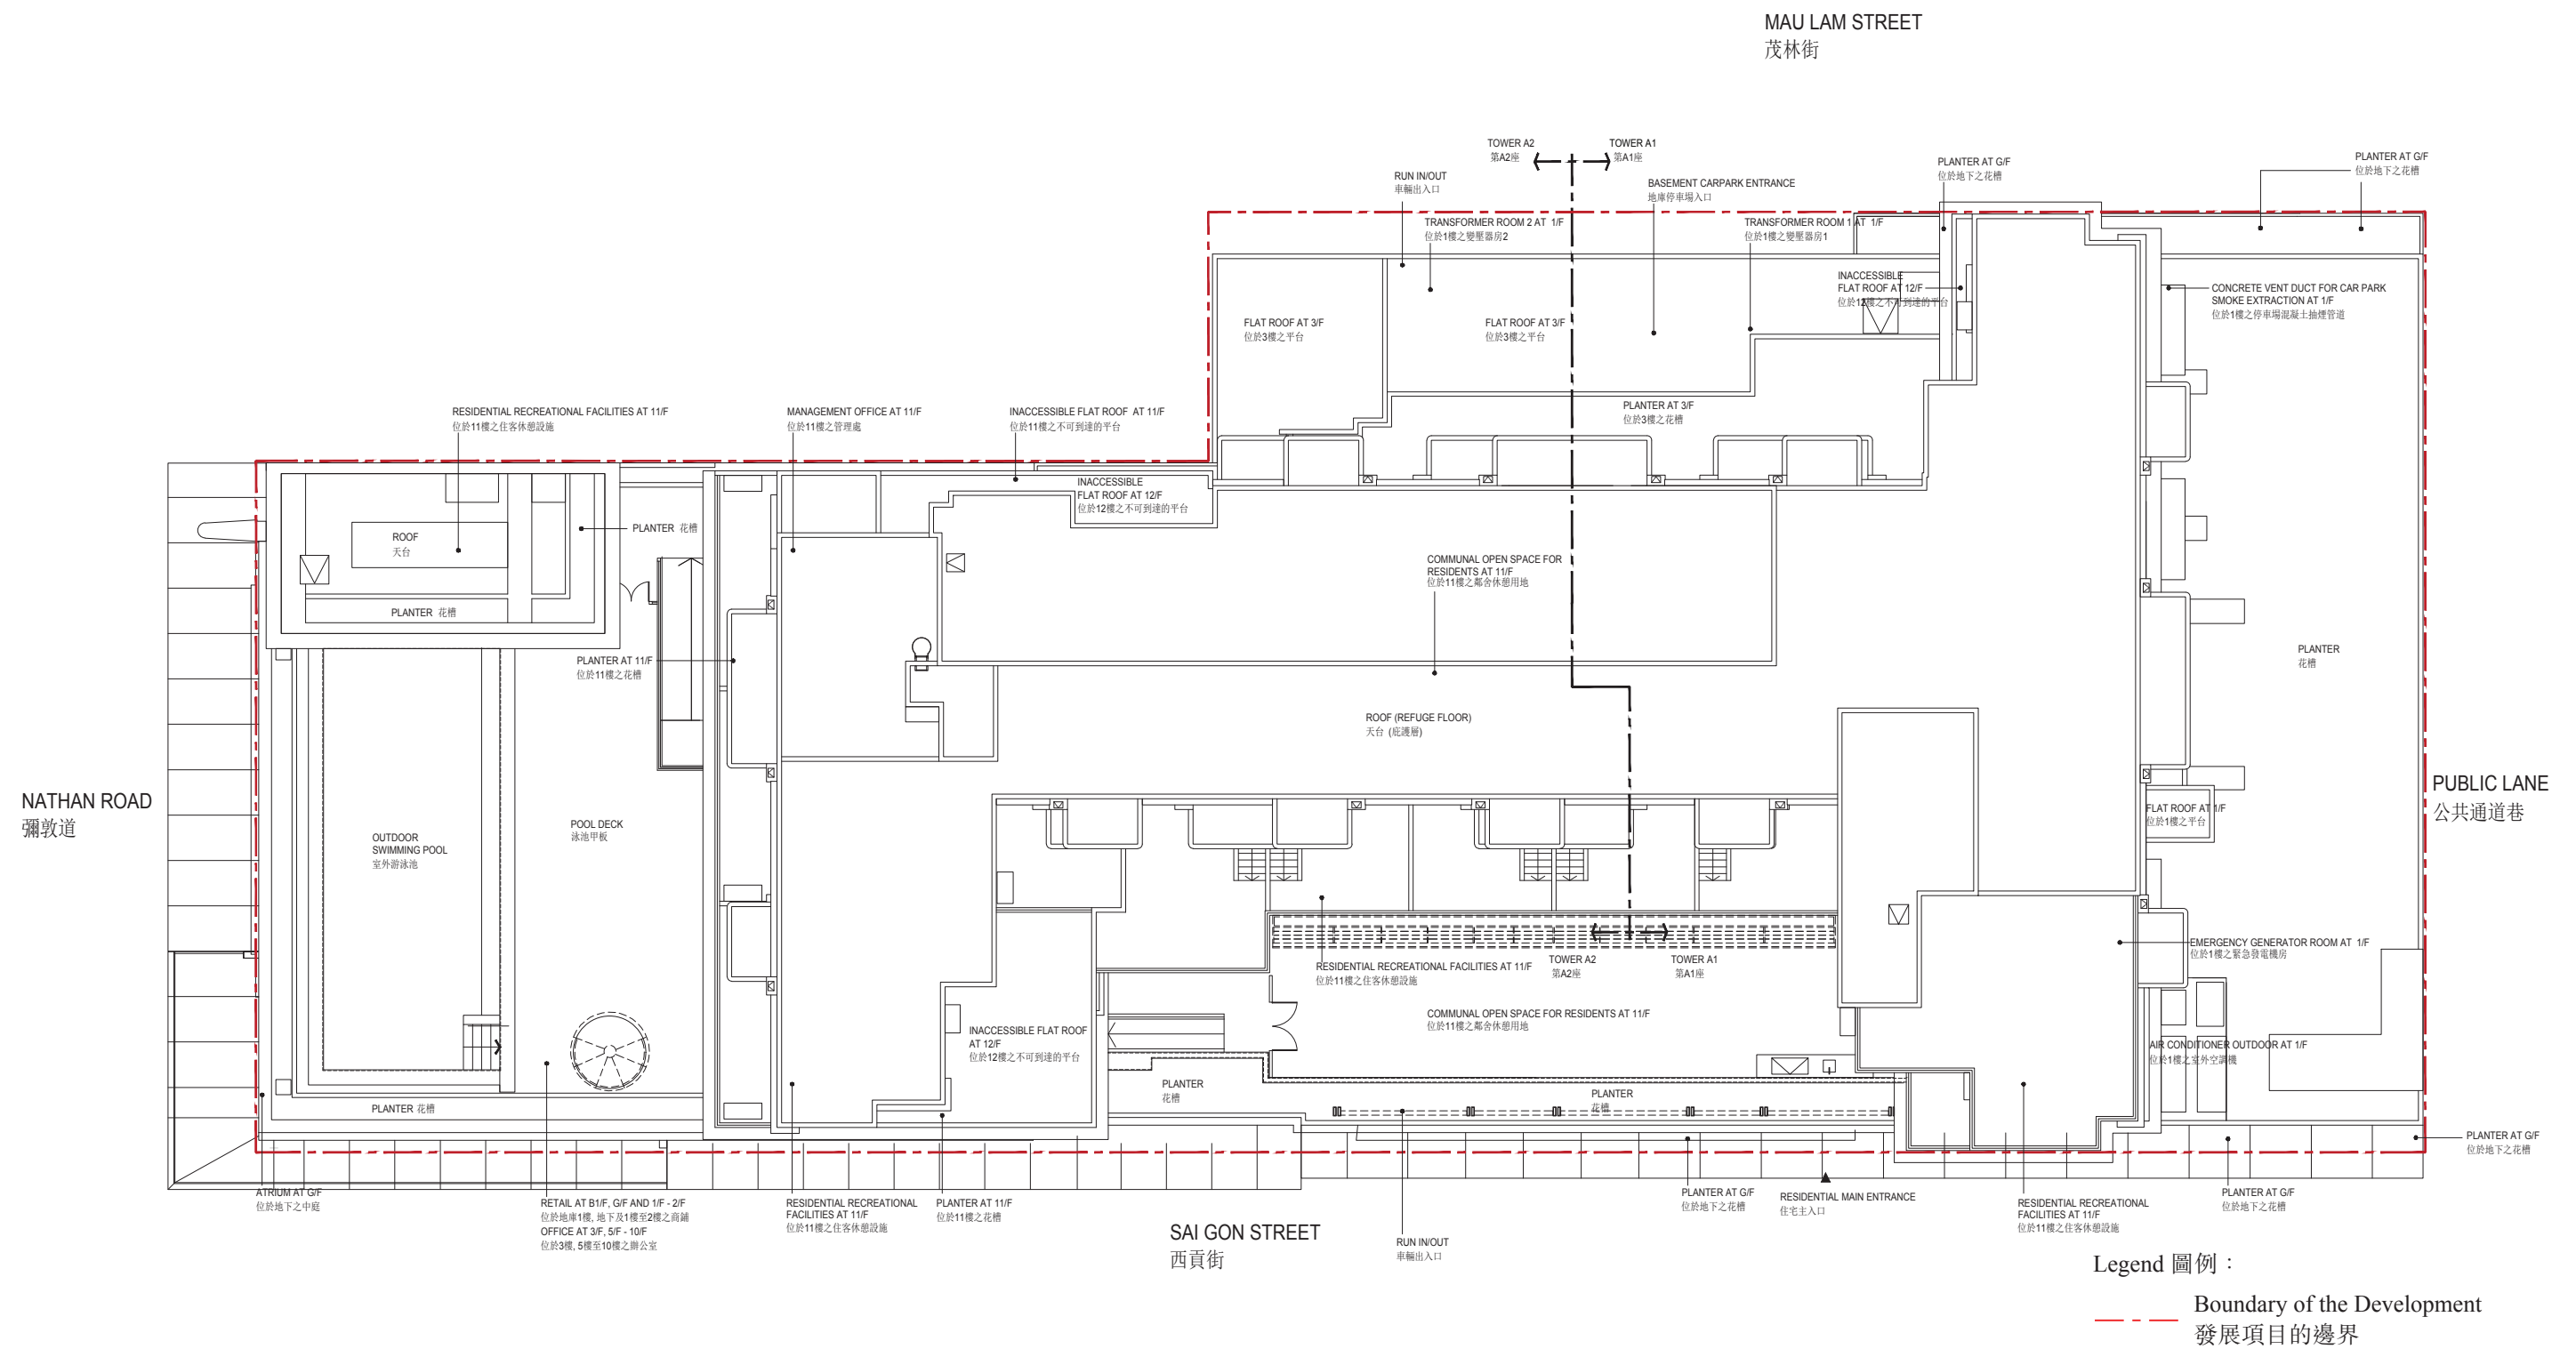 MAU LAM STREET
茂林街
TOWER A2
第A2座
TOWER A1
第A1座
RUN IN/OUT
車輛出入口
BASEMENT CARPARK ENTRANCE
地庫停車場入口
PLANTER AT G/F
位於地下之花槽
PLANTER AT G/F
位於地下之花槽
TRANSFORMER ROOM 2 AT 1/F
位於1樓之變壓器房2
TRANSFORMER ROOM 1 AT 1/F
位於1樓之變壓器房1
INACCESSIBLE
FLAT ROOF AT 12/F
位於12樓之不可到達的平台
CONCRETE VENT DUCT FOR CAR PARK
SMOKE EXTRACTION AT 1/F
位於1樓之停車場混凝土抽煙管道
FLAT ROOF AT 3/F
位於3樓之平台
FLAT ROOF AT 3/F
位於3樓之平台
PLANTER AT 3/F
位於3樓之花槽
RESIDENTIAL RECREATIONAL FACILITIES AT 11/F
位於11樓之住客休憩設施
MANAGEMENT OFFICE AT 11/F
位於11樓之管理處
INACCESSIBLE FLAT ROOF AT 11/F
位於11樓之不可到達的平台
INACCESSIBLE
FLAT ROOF AT 12/F
位於12樓之不可到達的平台
PLANTER 花槽
ROOF
天台
PLANTER 花槽
COMMUNAL OPEN SPACE FOR
RESIDENTS AT 11/F
位於11樓之鄰舍休憩用地
PLANTER AT 11/F
位於11樓之花槽
PLANTER
花槽
ROOF (REFUGE FLOOR)
天台 (庇護層)
NATHAN ROAD
彌敦道
PUBLIC LANE
公共通道巷
OUTDOOR
SWIMMING POOL
室外游泳池
POOL DECK
泳池甲板
FLAT ROOF AT 1/F
位於1樓之平台
EMERGENCY GENERATOR ROOM AT 1/F
位於1樓之緊急發電機房
RESIDENTIAL RECREATIONAL FACILITIES AT 11/F
位於11樓之住客休憩設施
TOWER A2
第A2座
TOWER A1
第A1座
COMMUNAL OPEN SPACE FOR RESIDENTS AT 11/F
位於11樓之鄰舍休憩用地
INACCESSIBLE FLAT ROOF
AT 12/F
位於12樓之不可到達的平台
AIR CONDITIONER OUTDOOR AT 1/F
位於1樓之室外空調機
PLANTER
花槽
PLANTER
花槽
PLANTER 花槽
PLANTER AT G/F
位於地下之花槽
ATRIUM AT G/F
位於地下之中庭
RETAIL AT B1/F, G/F AND 1/F - 2/F
位於地庫1樓, 地下及1樓至2樓之商舖
OFFICE AT 3/F, 5/F - 10/F
位於3樓, 5樓至10樓之辦公室
RESIDENTIAL RECREATIONAL
FACILITIES AT 11/F
位於11樓之住客休憩設施
PLANTER AT 11/F
位於11樓之花槽
SAI GON STREET
西貢街
RUN IN/OUT
車輛出入口
PLANTER AT G/F
位於地下之花槽
RESIDENTIAL MAIN ENTRANCE
住宅主入口
RESIDENTIAL RECREATIONAL
FACILITIES AT 11/F
位於11樓之住客休憩設施
PLANTER AT G/F
位於地下之花槽
Legend 圖例：
Boundary of the Development
發展項目的邊界